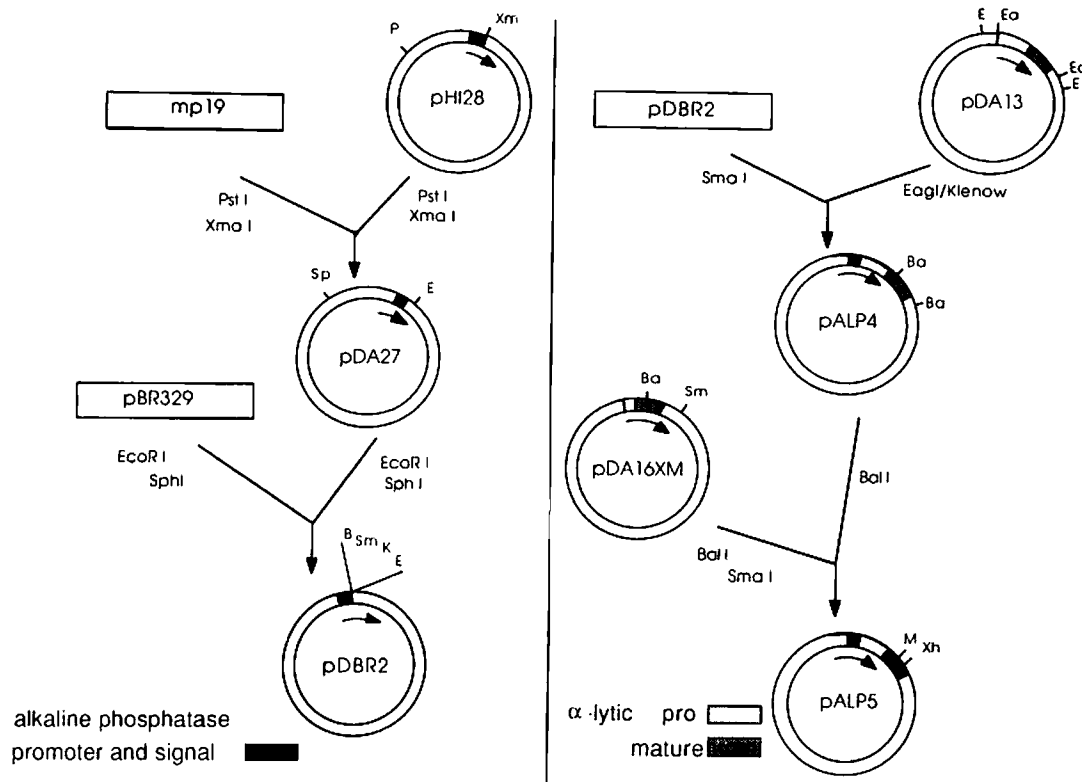 P
Xm
pHI28
mp19
Pst I
Xma I
Pst I
Xma I
Sp
E
pDA27
pBR329
EcoR I
SphI
EcoR I
Sph I
B
Sm
K
E
pDBR2
alkaline phosphatase
promoter and signal
E
Ea
pDA13
Ea
E
pDBR2
Sma I
EagI/Klenow
Ba
Ba
pALP4
Ba
Sm
pDA16XM
Bal I
Bal I
Sma I
M
Xh
pALP5
α-lytic pro
mature